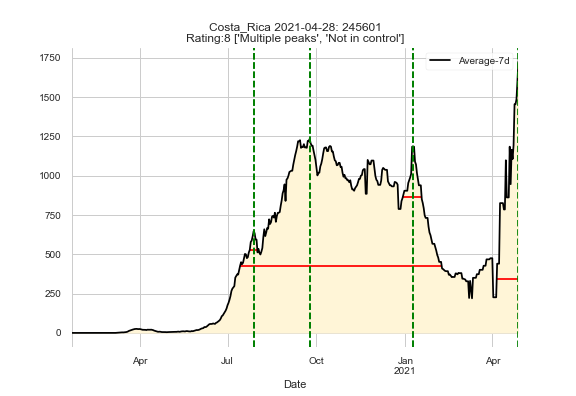 Costa_Rica 2021-04-28: 245601
Rating:8 ['Multiple peaks', 'Not in control']
Average-7d
1750
1500
1250
1000
750
500
250
0
Apr
Jul
Oct
Jan
2021
Apr
Date